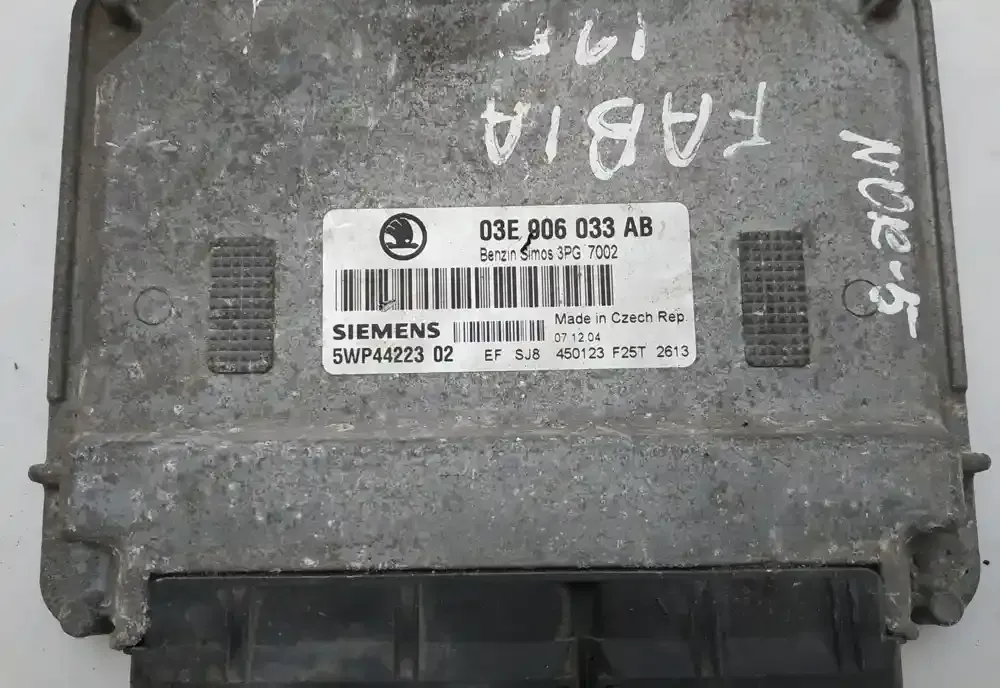 FABIA
03E 906 033 AB
Benzin Simos 3PG 7002
SIEMENS
Made in Czech Rep.
07.12.04
5WP44223 02
EF SJ8 450123 F25T 2613